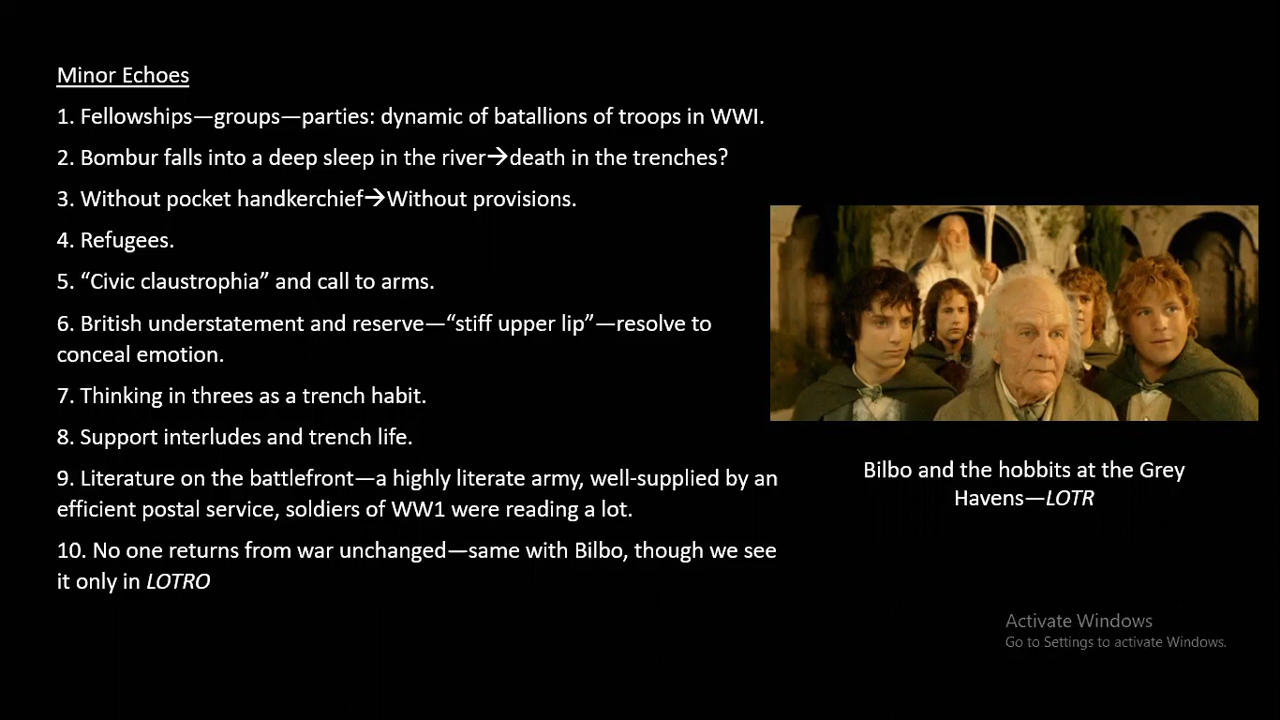 Minor Echoes
1. Fellowships—groups—parties: dynamic of batallions of troops in WWI.
2. Bombur falls into a deep sleep in the river→death in the trenches?
3. Without pocket handkerchief→Without provisions.
4. Refugees.
5. “Civic claustrophia” and call to arms.
6. British understatement and reserve—“stiff upper lip”—resolve to
conceal emotion.
7. Thinking in threes as a trench habit.
8. Support interludes and trench life.
9. Literature on the battlefront—a highly literate army, well-supplied by an
efficient postal service, soldiers of WW1 were reading a lot.
10. No one returns from war unchanged—same with Bilbo, though we see
it only in LOTRO
Bilbo and the hobbits at the Grey
Havens—LOTR
Activate Windows
Go to Settings to activate Windows.